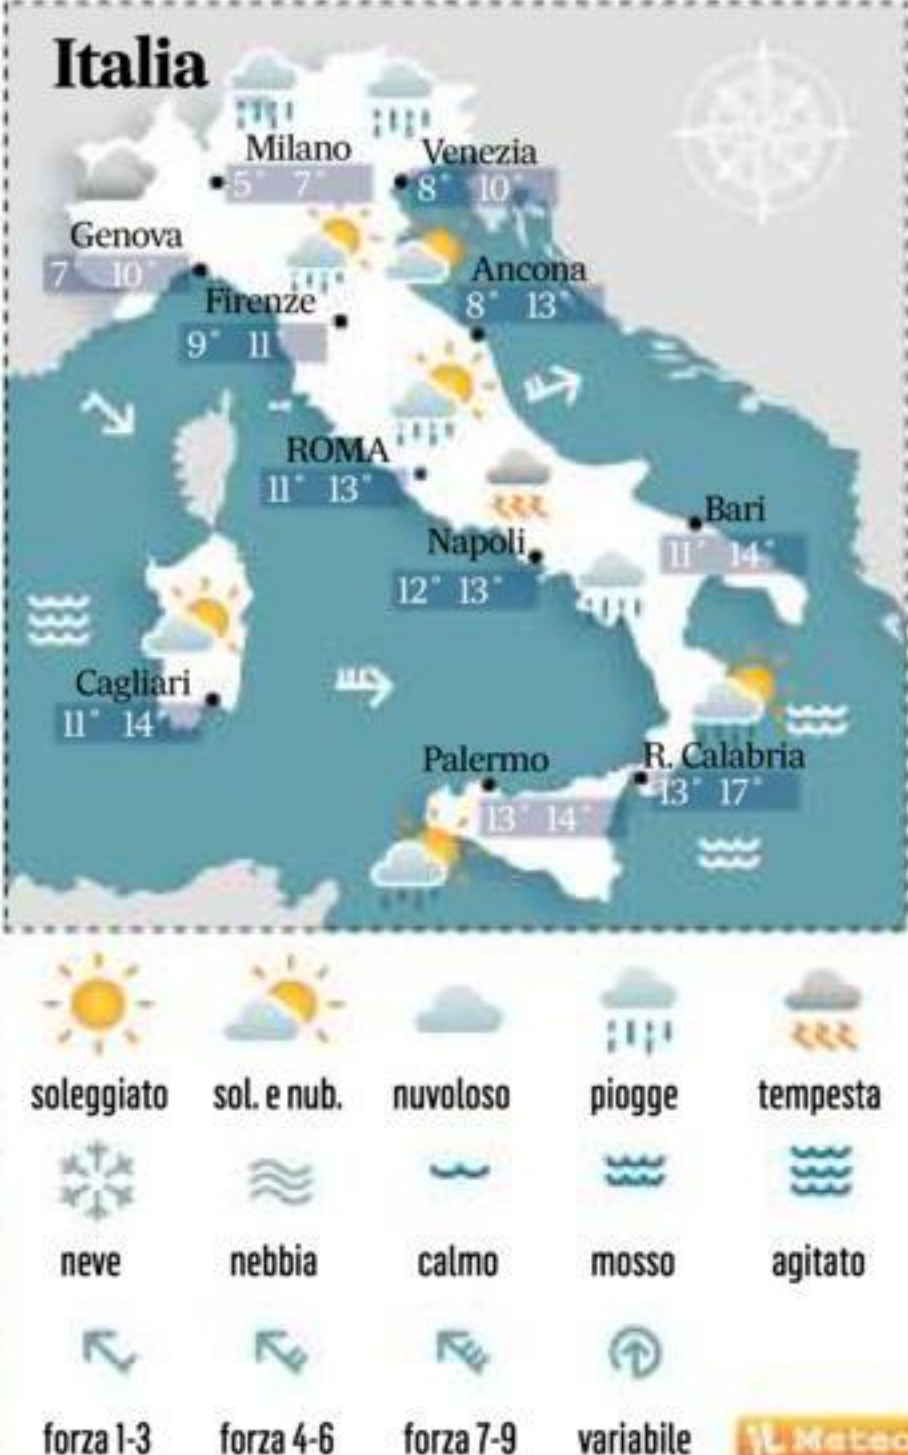 Italia
Milano
5° 7°
Venezia
8° 10°
Genova
7° 10°
Firenze
9° 11°
Ancona
8° 13°
ROMA
11° 13°
Napoli
12° 13°
Bari
11° 14°
Cagliari
11° 14°
Palermo
13° 14°
R. Calabria
13° 17°
soleggiato sol. e nub. nuvoloso piogge tempesta
neve nebbia calmo mosso agitato
forza 1-3 forza 4-6 forza 7-9 variabile
Meteo